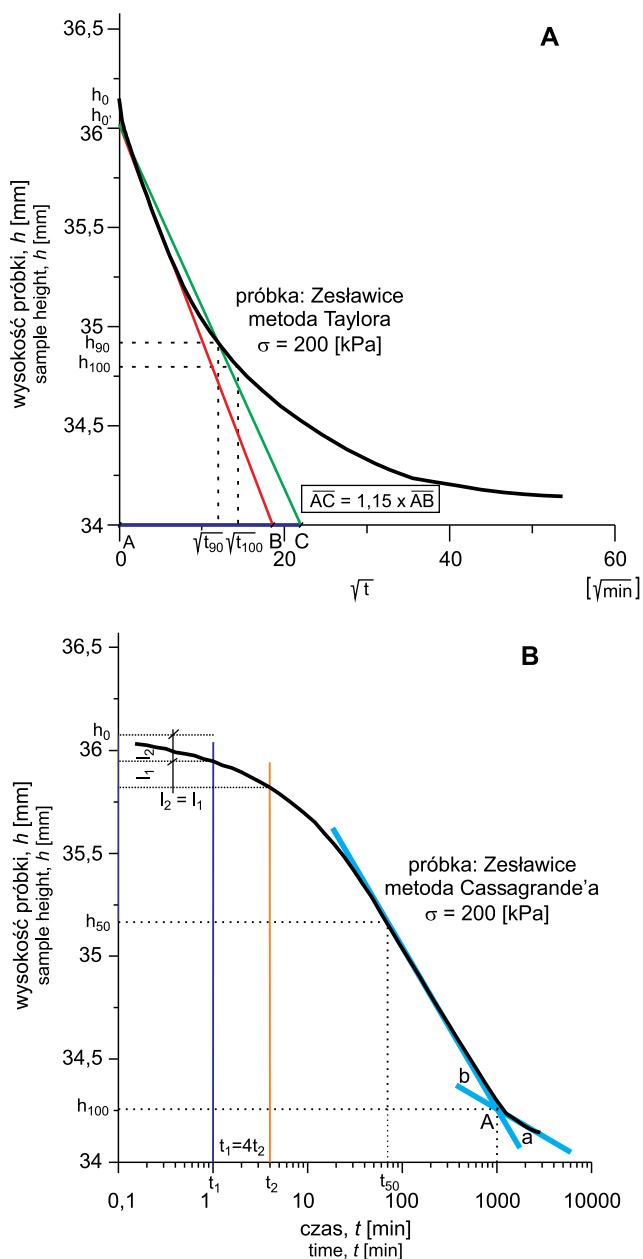 A
36,5
h0
h0'
36
35,5
35
h90
h100
34,5
34
wysokość próbki, h [mm]
sample height, h [mm]
próbka: Zesławice
metoda Taylora
σ = 200 [kPa]
AC = 1,15 x AB
A √t90 √t100 B C
0 20 40 60
√t [√min]
B
36,5
h0
36
35,5
h50
35
34,5
h100
34
wysokość próbki, h [mm]
sample height, h [mm]
l2
l1
l2 = l1
próbka: Zesławice
metoda Cassagrande'a
σ = 200 [kPa]
b
A
a
t1=4t2
0,1 1 10 100 1000 10000
t1 t2 t50
czas, t [min]
time, t [min]